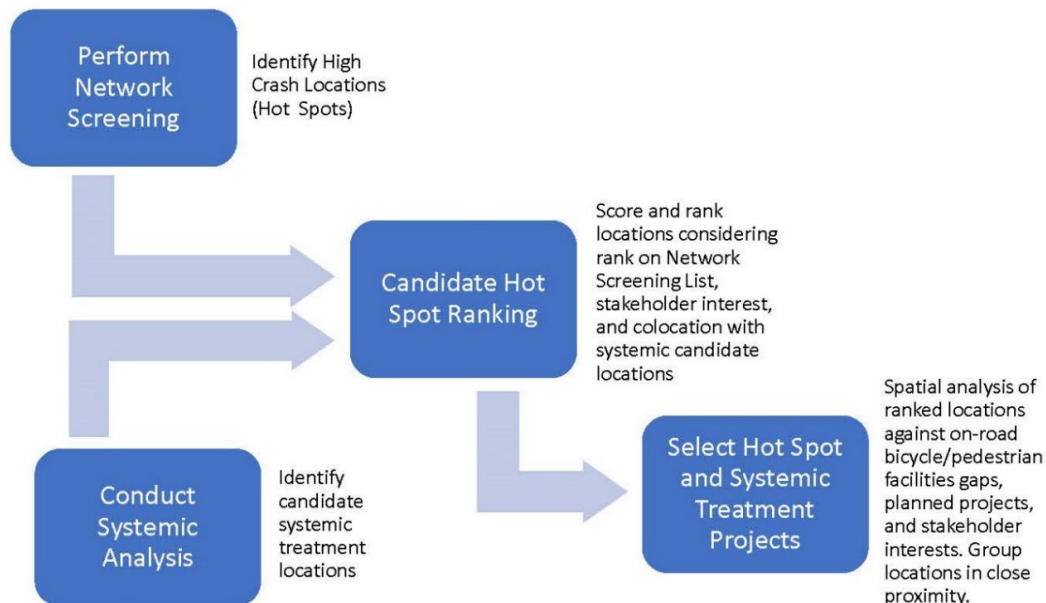 Perform
Network
Screening
Identify High
Crash Locations
(Hot Spots)
Candidate Hot
Spot Ranking
Score and rank
locations considering
rank on Network
Screening List,
stakeholder interest,
and colocation with
systemic candidate
locations
Conduct
Systemic
Analysis
Identify
candidate
systemic
treatment
locations
Select Hot Spot
and Systemic
Treatment
Projects
Spatial analysis of
ranked locations
against on-road
bicycle/pedestrian
facilities gaps,
planned projects,
and stakeholder
interests. Group
locations in close
proximity.